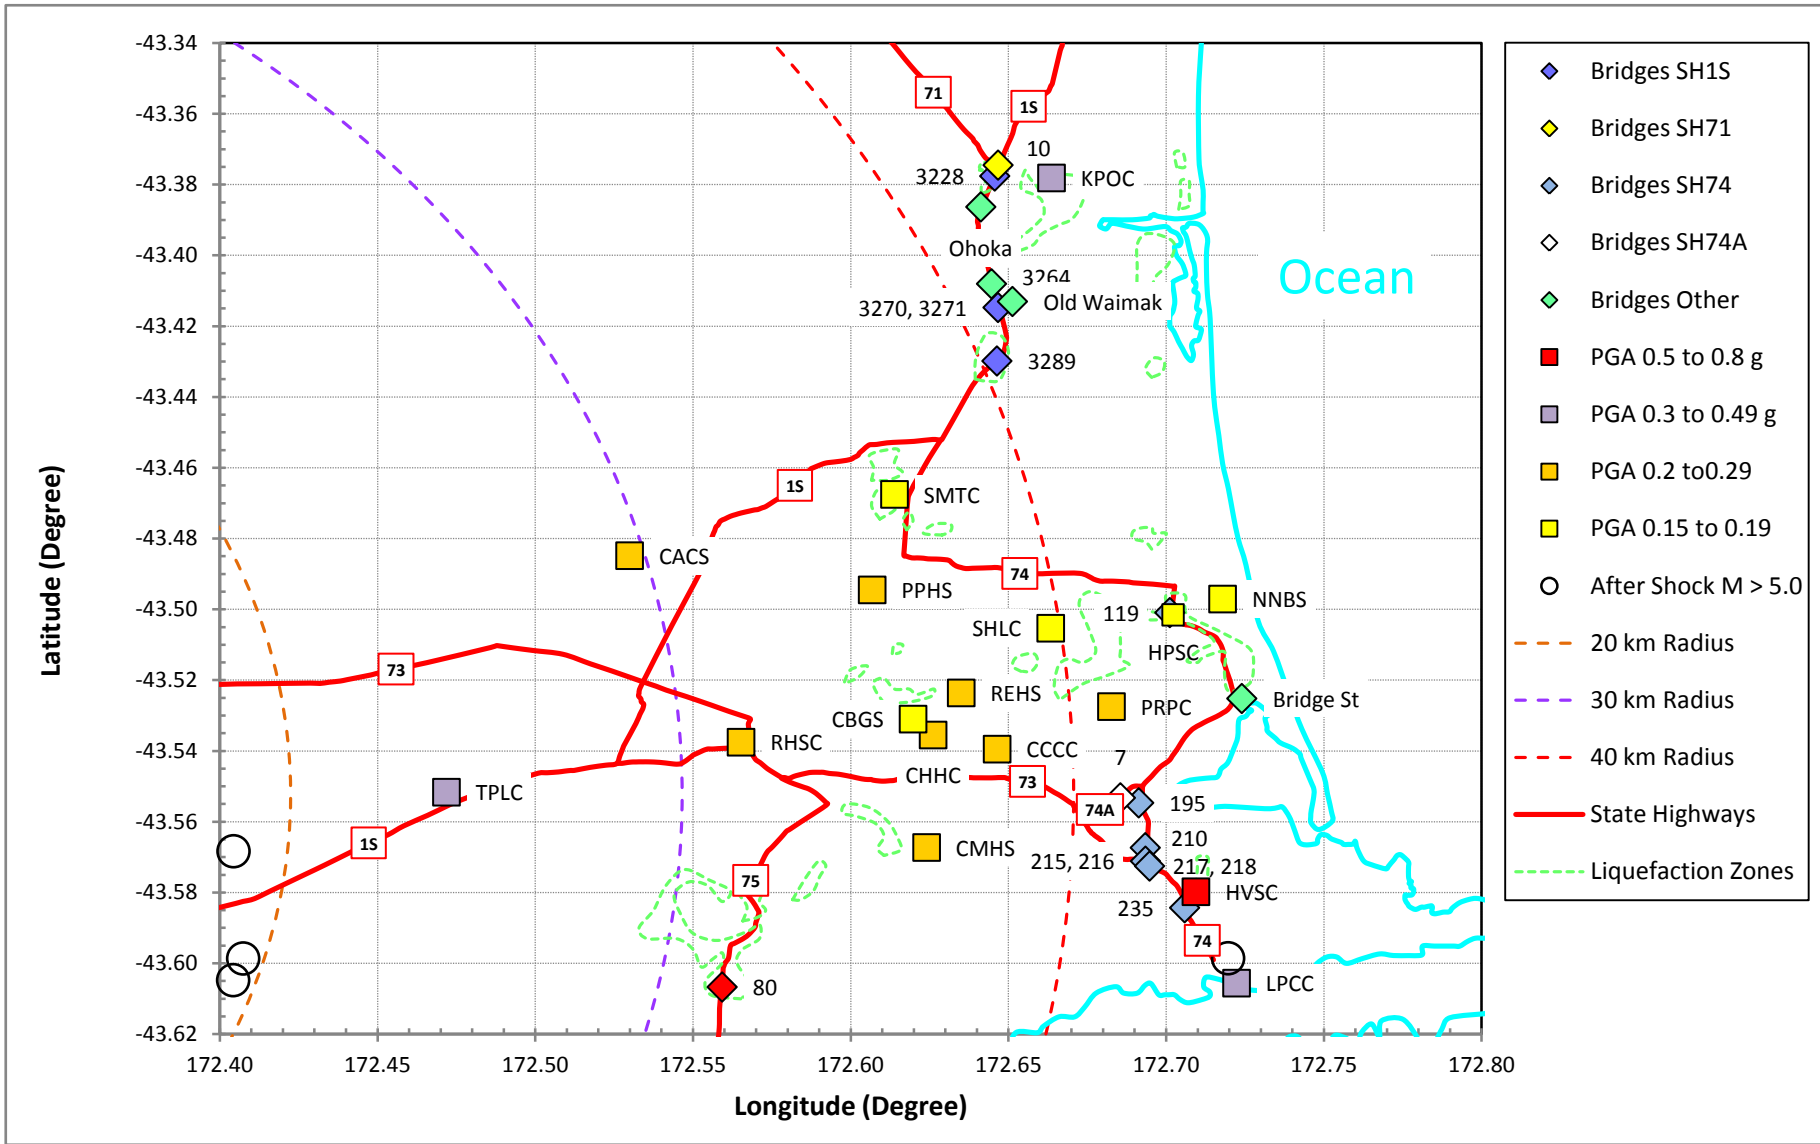 -43.34
-43.36
-43.38
-43.40
-43.42
-43.44
-43.46
-43.48
-43.50
-43.52
-43.54
-43.56
-43.58
-43.60
-43.62
Latitude (Degree)
172.40
172.45
172.50
172.55
172.60
172.65
172.70
172.75
172.80
Longitude (Degree)
71
1S
10
3228
KPOC
Ohoka
3264
Ocean
3270, 3271
Old Waimak
3289
1S
SMTC
CACS
74
PPHS
NNBS
119
SHLC
HPSC
73
REHS
PRPC
Bridge St
CBGS
RHSC
CCCC
7
CHHC
73
TPLC
74A
195
1S
210
CMHS
215, 216
217, 218
75
HVSC
235
74
80
LPCC
Bridges SH1S
Bridges SH71
Bridges SH74
Bridges SH74A
Bridges Other
PGA 0.5 to 0.8 g
PGA 0.3 to 0.49 g
PGA 0.2 to0.29
PGA 0.15 to 0.19
After Shock M > 5.0
20 km Radius
30 km Radius
40 km Radius
State Highways
Liquefaction Zones